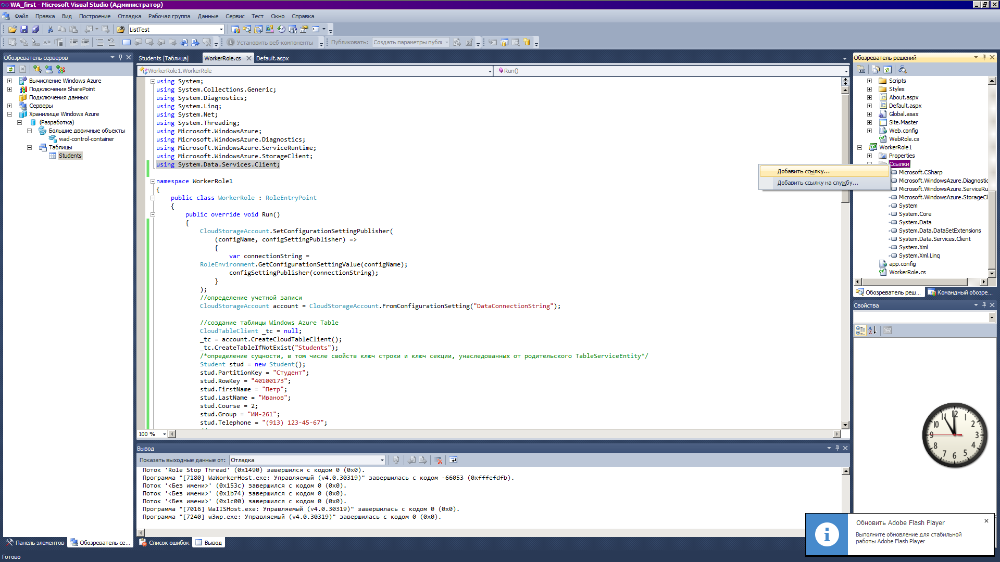 WA_first - Microsoft Visual Studio (Администратор)
Файл Правка Вид Построение Отладка Рабочая группа Данные Сервис Тест Окно Справка
ListTest
Установить веб-компоненты Публиковать: Создать параметры публ
Обозреватель серверов
Вычисление Windows Azure
Подключения SharePoint
Подключения данных
Серверы
Хранилище Windows Azure
(Разработка)
Большие двоичные объекты
wad-control-container
Таблицы
Students
Панель элементов Обозреватель се...
Students [Таблица] WorkerRole.cs Default.aspx
WorkerRole1.WorkerRole Run()
using System;
using System.Collections.Generic;
using System.Diagnostics;
using System.Linq;
using System.Net;
using System.Threading;
using Microsoft.WindowsAzure;
using Microsoft.WindowsAzure.Diagnostics;
using Microsoft.WindowsAzure.ServiceRuntime;
using Microsoft.WindowsAzure.StorageClient;
using System.Data.Services.Client;
namespace WorkerRole1
{
public class WorkerRole : RoleEntryPoint
{
public override void Run()
{
CloudStorageAccount.SetConfigurationSettingPublisher(
(configName, configSettingPublisher) =>
{
var connectionString =
RoleEnvironment.GetConfigurationSettingValue(configName);
configSettingPublisher(connectionString);
}
);
//определение учетной записи
CloudStorageAccount account = CloudStorageAccount.FromConfigurationSetting("DataConnectionString");
//создание таблицы Windows Azure Table
CloudTableClient _tc = null;
_tc = account.CreateCloudTableClient();
_tc.CreateTableIfNotExist("Students");
/*определение сущности, в том числе свойств ключ строки и ключ секции, унаследованных от родительского TableServiceEntity*/
Student stud = new Student();
stud.PartitionKey = "Студент";
stud.RowKey = "40100173";
stud.FirstName = "Петр";
stud.LastName = "Иванов";
stud.Course = 2;
stud.Group = "ИИ-261";
stud.Telephone = "(913) 123-45-67";
100 %
Вывод
Показать выходные данные от: Отладка
Поток 'Role Stop Thread' (0x1490) завершился с кодом 0 (0x0).
Программа "[7180] WaWorkerHost.exe: Управляемый (v4.0.30319)" завершилась с кодом -66053 (0xfffefdfb).
Поток '<Без имени>' (0x153c) завершился с кодом 0 (0x0).
Поток '<Без имени>' (0x1b74) завершился с кодом 0 (0x0).
Поток '<Без имени>' (0x1c00) завершился с кодом 0 (0x0).
Программа "[7016] WaIISHost.exe: Управляемый (v4.0.30319)" завершилась с кодом 0 (0x0).
Программа "[7240] w3wp.exe: Управляемый (v4.0.30319)" завершилась с кодом 0 (0x0).
Список ошибок Вывод
Обозреватель решений
Scripts
Styles
About.aspx
Default.aspx
Global.asax
Site.Master
Web.config
WebRole.cs
WorkerRole1
Properties
Ссылки
Добавить ссылку...
Добавить ссылку на службу...
Microsoft.CSharp
Microsoft.WindowsAzure.Diagnostic
Microsoft.WindowsAzure.ServiceRu
Microsoft.WindowsAzure.StorageCl
System
System.Core
System.Data
System.Data.DataSetExtensions
System.Data.Services.Client
System.Xml
System.Xml.Linq
app.config
WorkerRole.cs
Обозреватель реш... Командный обозре...
Свойства
12 1 2 3 4 5 6 7 8 9 10 11
Обновить Adobe Flash Player
Выполните обновление для стабильной
работы Adobe Flash Player
Готово